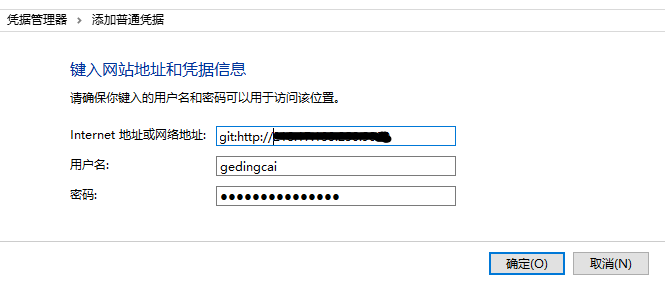 凭据管理器 > 添加普通凭据
键入网站地址和凭据信息
请确保你键入的用户名和密码可以用于访问该位置。
Internet 地址或网络地址: git:http://
用户名: gedingcai
密码: ●●●●●●●●●●●●●●●
确定(O) 取消(N)